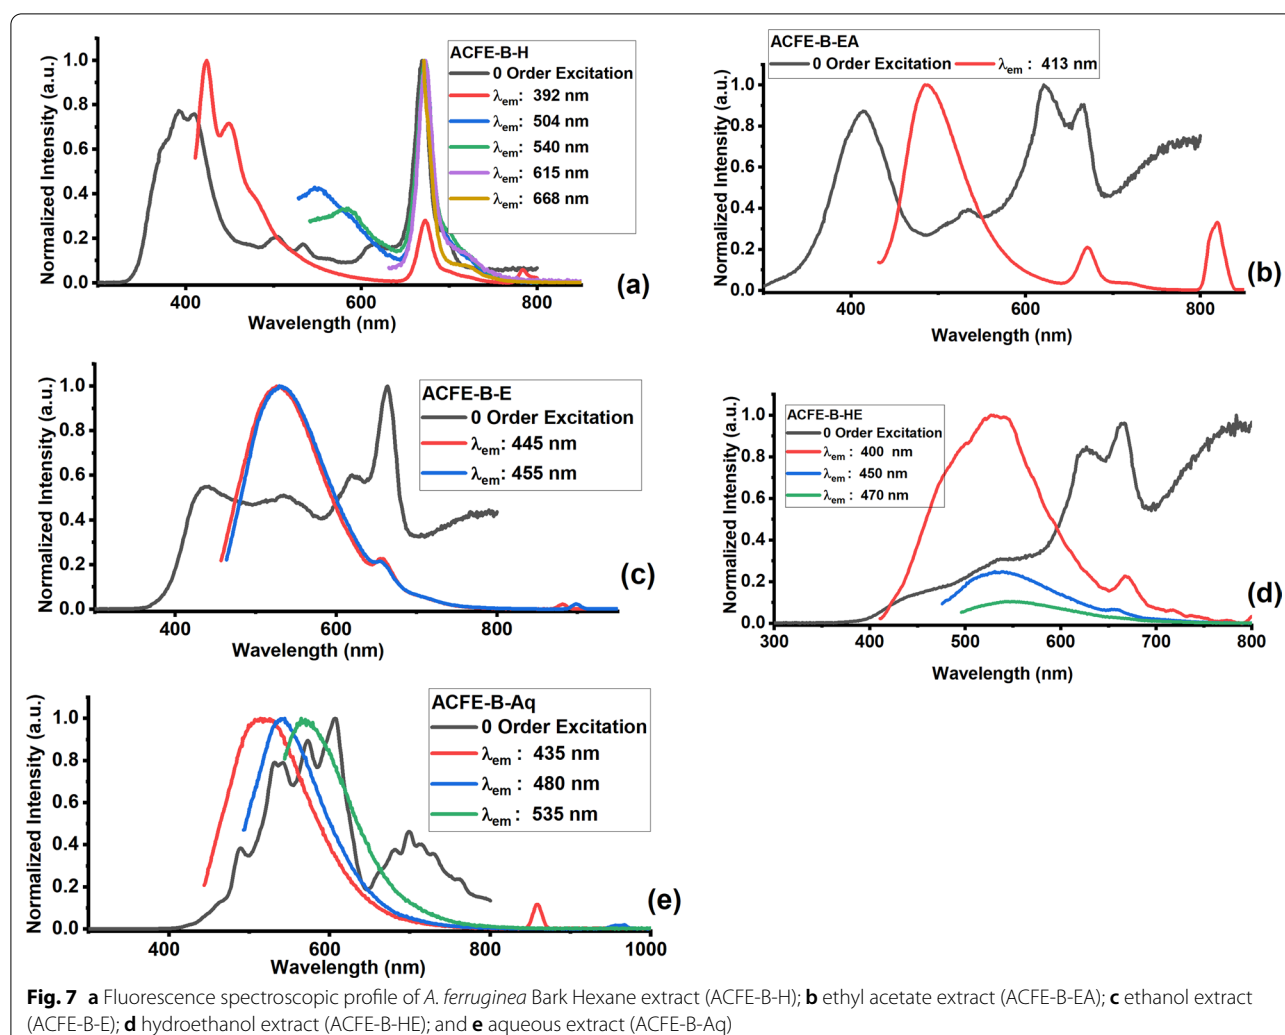 ACFE-B-H
0 Order Excitation
λem: 392 nm
λem: 504 nm
λem: 540 nm
λem: 615 nm
λem: 668 nm
Normalized Intensity (a.u.)
1.0
0.8
0.6
0.4
0.2
0.0
400 600 800
Wavelength (nm)
(a)
ACFE-B-EA
0 Order Excitation λem : 413 nm
Normalized Intensity (a.u.)
1.0
0.8
0.6
0.4
0.2
0.0
400 600 800
Wavelength (nm)
(b)
ACFE-B-E
0 Order Excitation
λem: 445 nm
λem: 455 nm
Normalized Intensity (a.u.)
1.0
0.8
0.6
0.4
0.2
0.0
400 600 800
Wavelength (nm)
(c)
ACFE-B-HE
0 Order Excitation
λem : 400 nm
λem : 450 nm
λem : 470 nm
Normalized Intensity (a.u.)
1.0
0.8
0.6
0.4
0.2
0.0
300 400 500 600 700 800
Wavelength (nm)
(d)
ACFE-B-Aq
0 Order Excitation
λem : 435 nm
λem : 480 nm
λem : 535 nm
Normalized Intensity (a.u.)
1.0
0.8
0.6
0.4
0.2
0.0
400 600 800 1000
Wavelength (nm)
(e)
Fig. 7 a Fluorescence spectroscopic profile of A. ferruginea Bark Hexane extract (ACFE-B-H); b ethyl acetate extract (ACFE-B-EA); c ethanol extract
(ACFE-B-E); d hydroethanol extract (ACFE-B-HE); and e aqueous extract (ACFE-B-Aq)